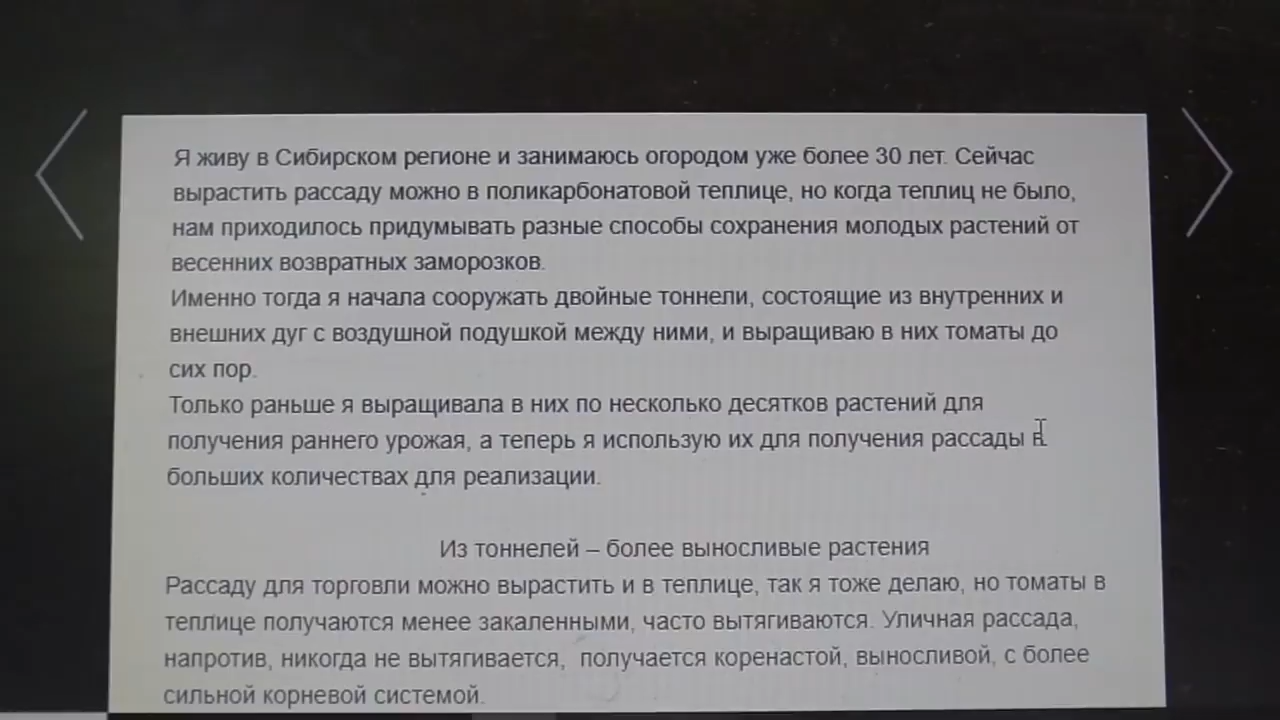 Я живу в Сибирском регионе и занимаюсь огородом уже более 30 лет. Сейчас
вырастить рассаду можно в поликарбонатовой теплице, но когда теплиц не было,
нам приходилось придумывать разные способы сохранения молодых растений от
весенних возвратных заморозков.
Именно тогда я начала сооружать двойные тоннели, состоящие из внутренних и
внешних дуг с воздушной подушкой между ними, и выращиваю в них томаты до
сих пор.
Только раньше я выращивала в них по несколько десятков растений для
получения раннего урожая, а теперь я использую их для получения рассады в
больших количествах для реализации.
Из тоннелей – более выносливые растения
Рассаду для торговли можно вырастить и в теплице, так я тоже делаю, но томаты в
теплице получаются менее закаленными, часто вытягиваются. Уличная рассада,
напротив, никогда не вытягивается, получается коренастой, выносливой, с более
сильной корневой системой.